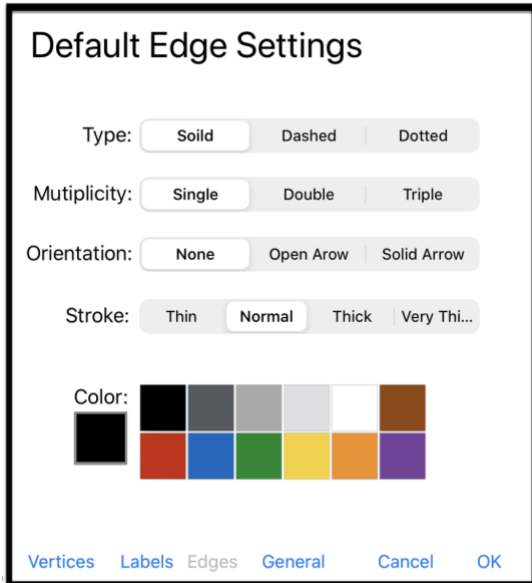 Default Edge Settings
Type: Soild Dashed Dotted
Mutiplicity: Single Double Triple
Orientation: None Open Arow Solid Arrow
Stroke: Thin Normal Thick Very Thi...
Color:
Vertices Labels Edges General Cancel OK